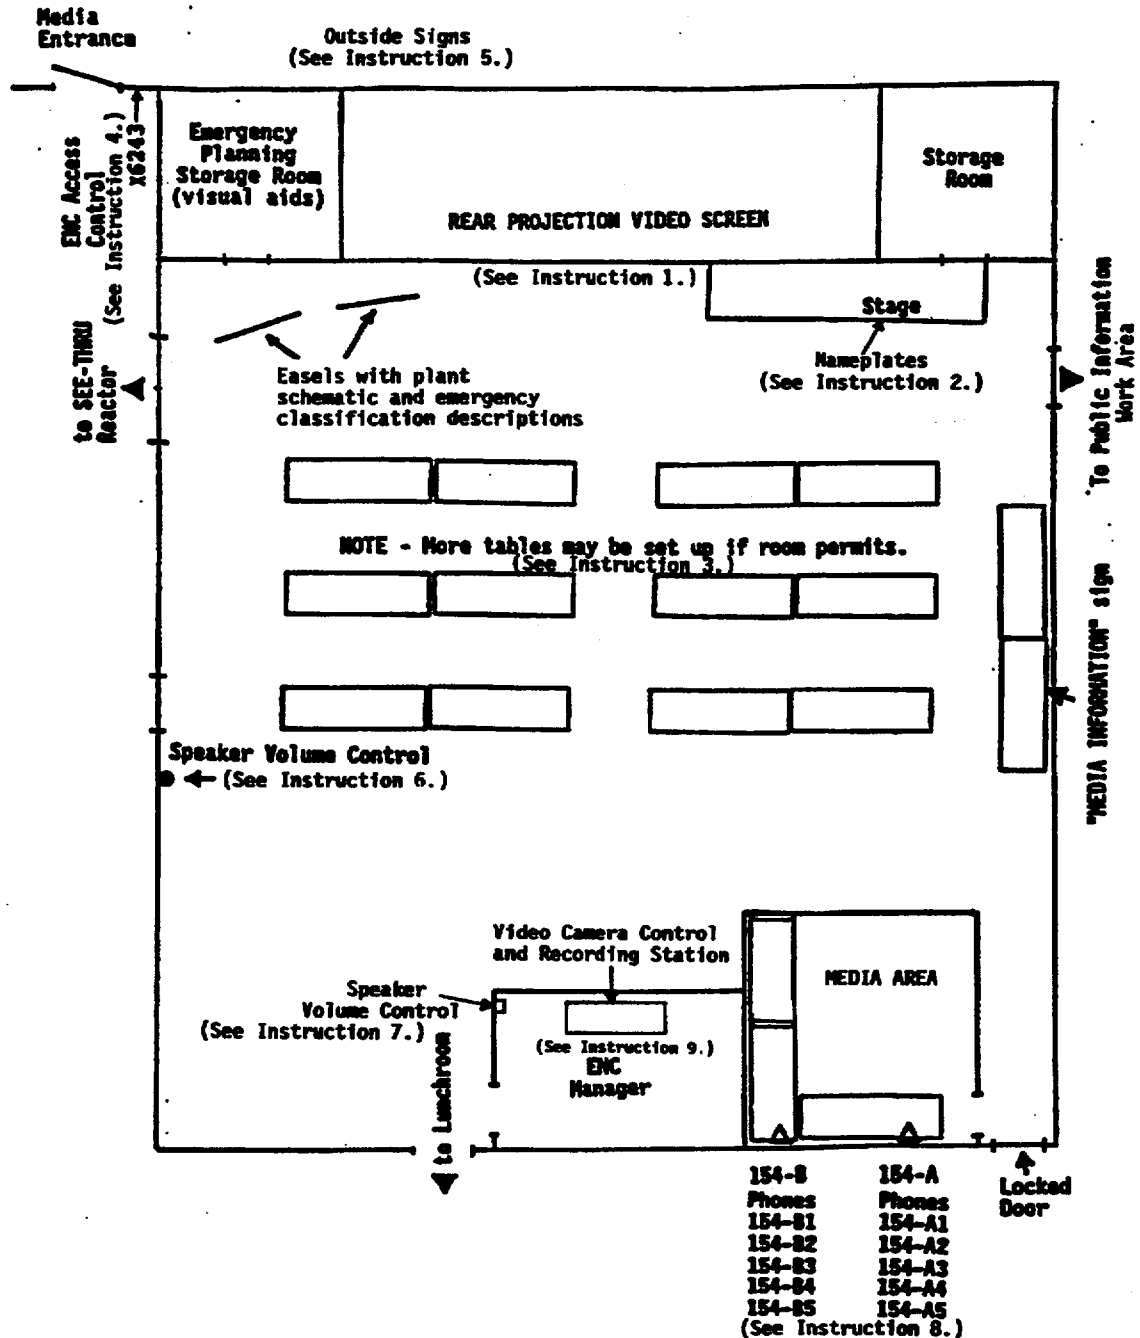 Media
Entrance
Outside Signs
(See Instruction 5.)
ENC Access
Control
(See Instruction 4.)
X6243
Emergency
Planning
Storage Room
(visual aids)
REAR PROJECTION VIDEO SCREEN
Storage
Room
(See Instruction 1.)
Stage
Nameplates
(See Instruction 2.)
to SEE-THRU
Reactor
Easels with plant
schematic and emergency
classification descriptions
To Public Information
Work Area
NOTE - More tables may be set up if room permits.
(See Instruction 3.)
"MEDIA INFORMATION" sign
Speaker Volume Control
(See Instruction 6.)
Video Camera Control
and Recording Station
MEDIA AREA
Speaker
Volume Control
(See Instruction 7.)
(See Instruction 9.)
ENC
Manager
to Lunchroom
154-B
Phones
154-B1
154-B2
154-B3
154-B4
154-B5
154-A
Phones
154-A1
154-A2
154-A3
154-A4
154-A5
(See Instruction 8.)
Locked
Door